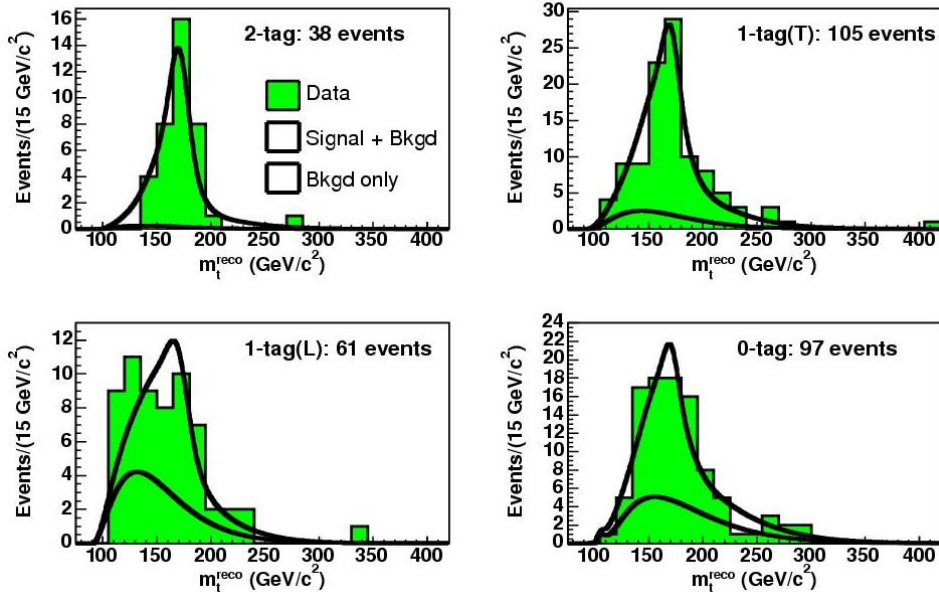 Events/(15 GeV/c²)
16
14
12
10
8
6
4
2
0
2-tag: 38 events
Data
Signal + Bkgd
Bkgd only
100 150 200 250 300 350 400
m_t^reco (GeV/c²)
Events/(15 GeV/c²)
30
25
20
15
10
5
0
1-tag(T): 105 events
100 150 200 250 300 350 400
m_t^reco (GeV/c²)
Events/(15 GeV/c²)
12
10
8
6
4
2
0
1-tag(L): 61 events
100 150 200 250 300 350 400
m_t^reco (GeV/c²)
Events/(15 GeV/c²)
24
22
20
18
16
14
12
10
8
6
4
2
0
0-tag: 97 events
100 150 200 250 300 350 400
m_t^reco (GeV/c²)